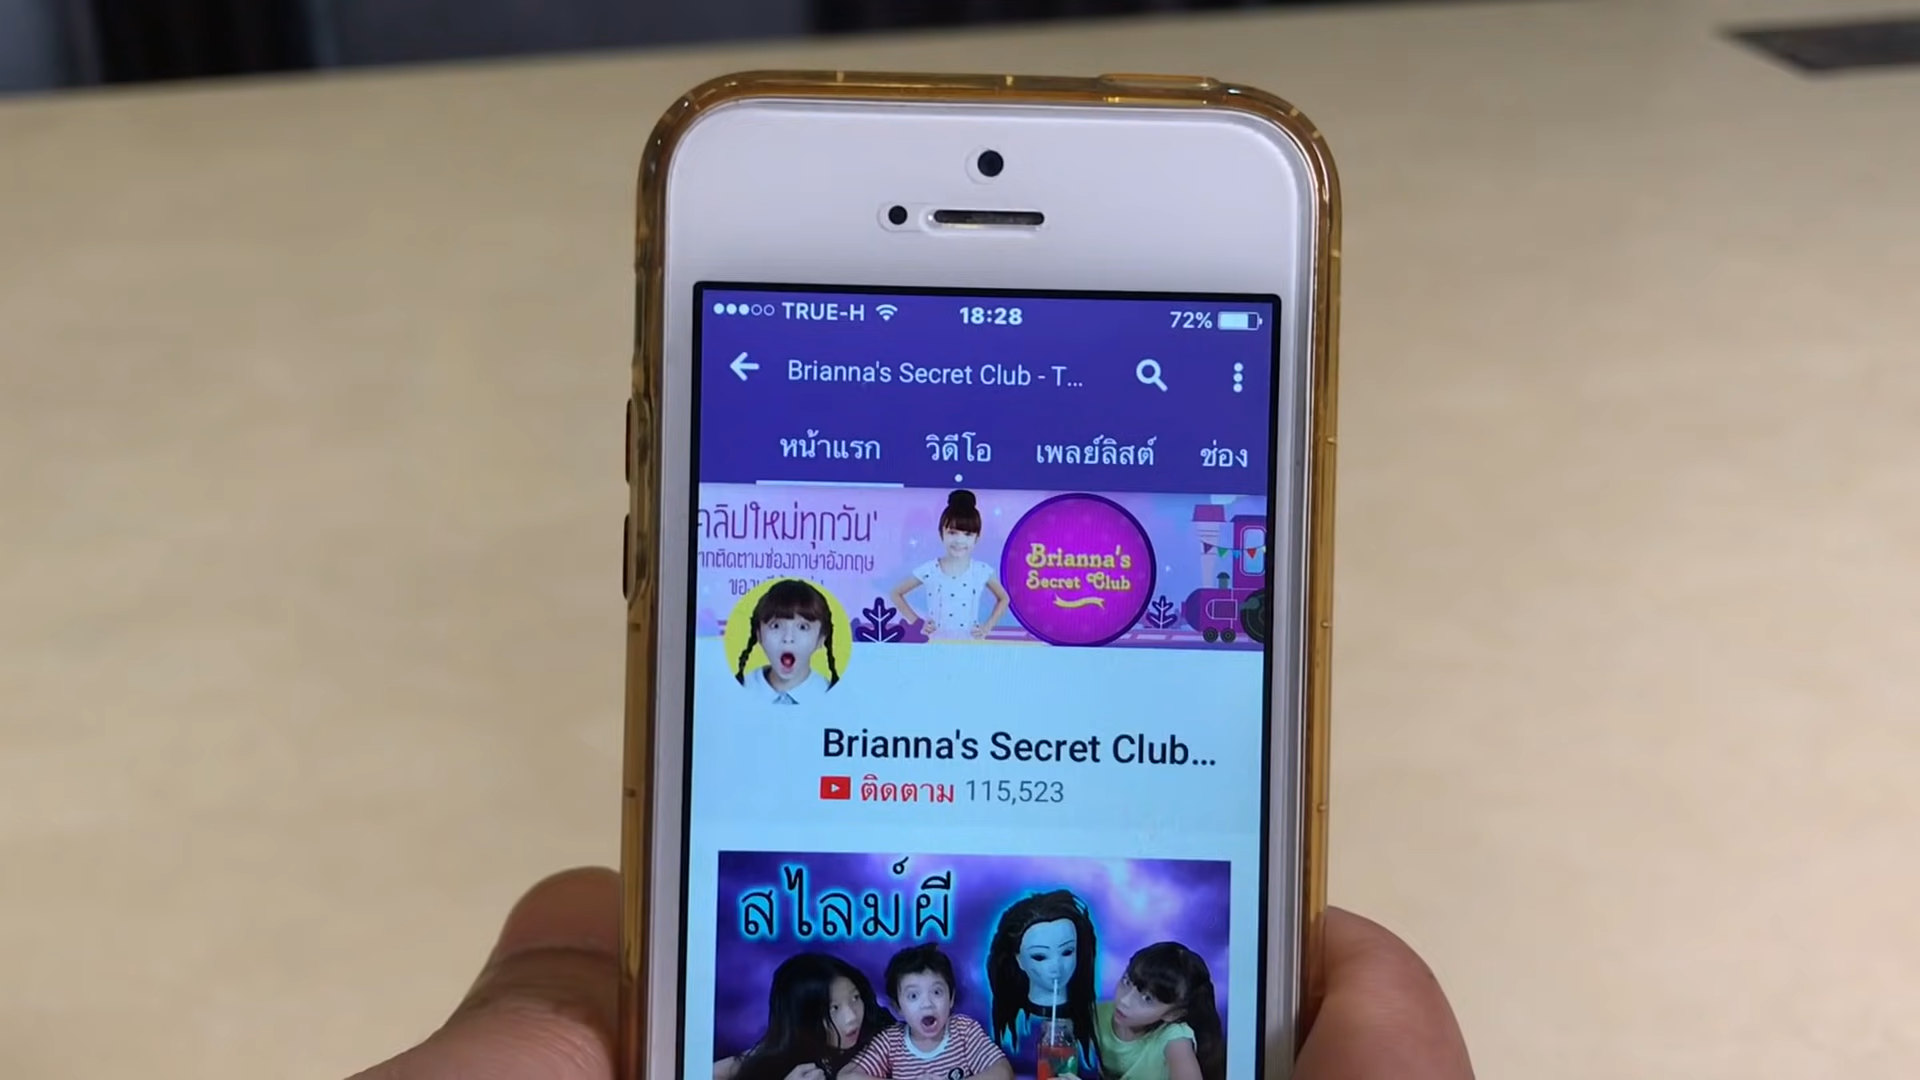 TRUE-H 18:28 72%
Brianna's Secret Club - T...
หน้าแรก วิดีโอ เพลย์ลิสต์ ช่อง
คลิปใหม่ทุกวัน'
Brianna's
Secret Club
Brianna's Secret Club...
ติดตาม 115,523
สไลม์ผี